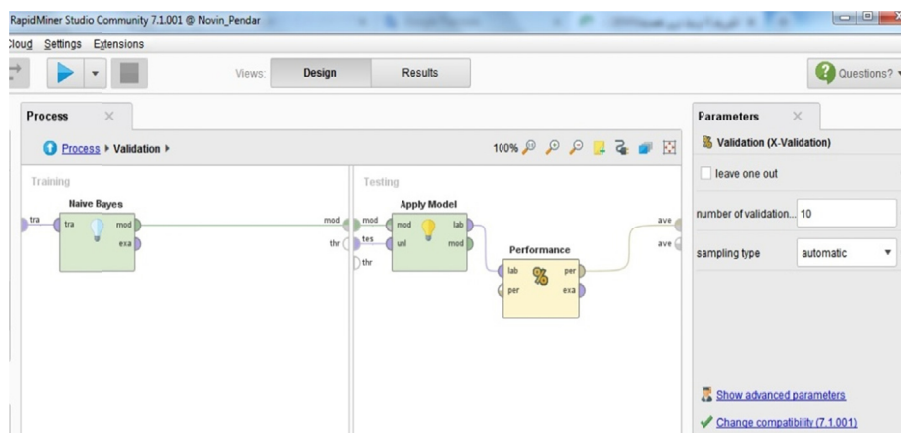 RapidMiner Studio Community 7.1.001 @ Novin_Pendar
Cloud Settings Extensions
Views: Design Results Questions?
Process
Process Validation
100%
Training
Testing
Naive Bayes
tra tra mod exa
mod thr
Apply Model
mod tes thr
mod unl lab mod
Performance
lab per per exa
ave ave
Parameters
Validation (X-Validation)
leave one out
number of validation... 10
sampling type automatic
Show advanced parameters
Change compatibility (7.1.001)